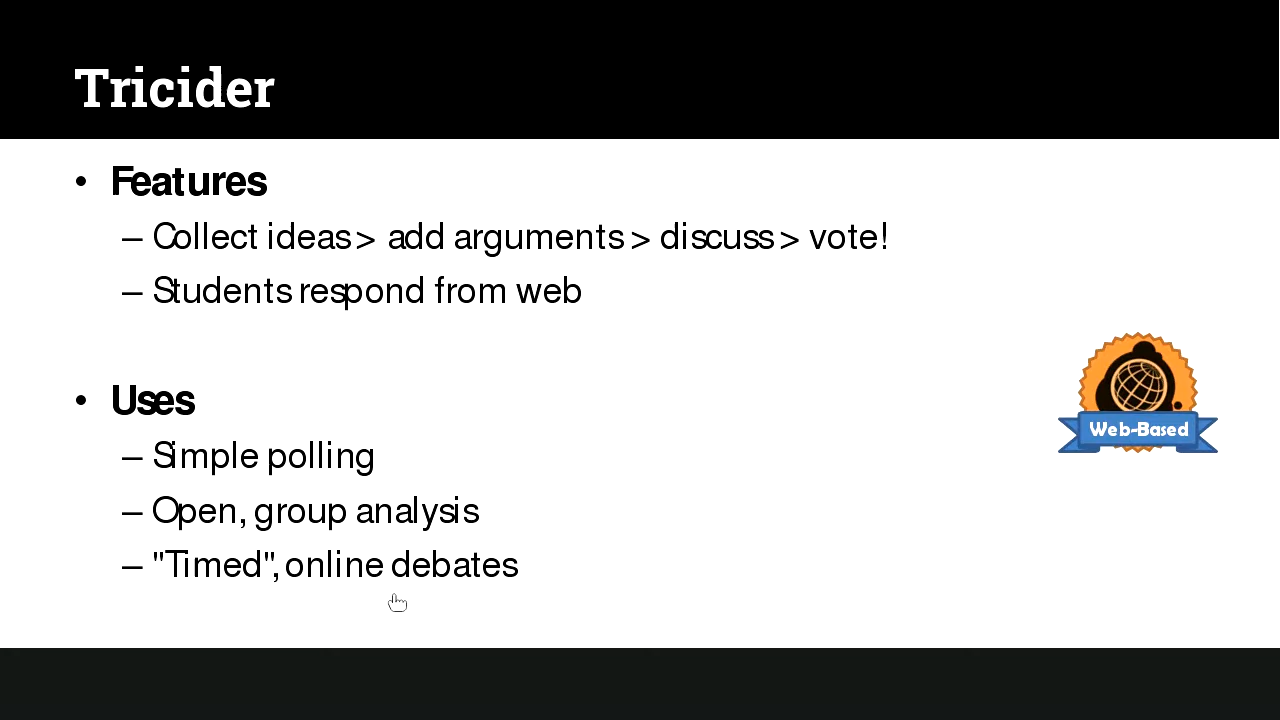 Tricider
• Features
– Collect ideas > add arguments > discuss > vote!
– Students respond from web
• Uses
– Simple polling
– Open, group analysis
– "Timed", online debates
Web-Based